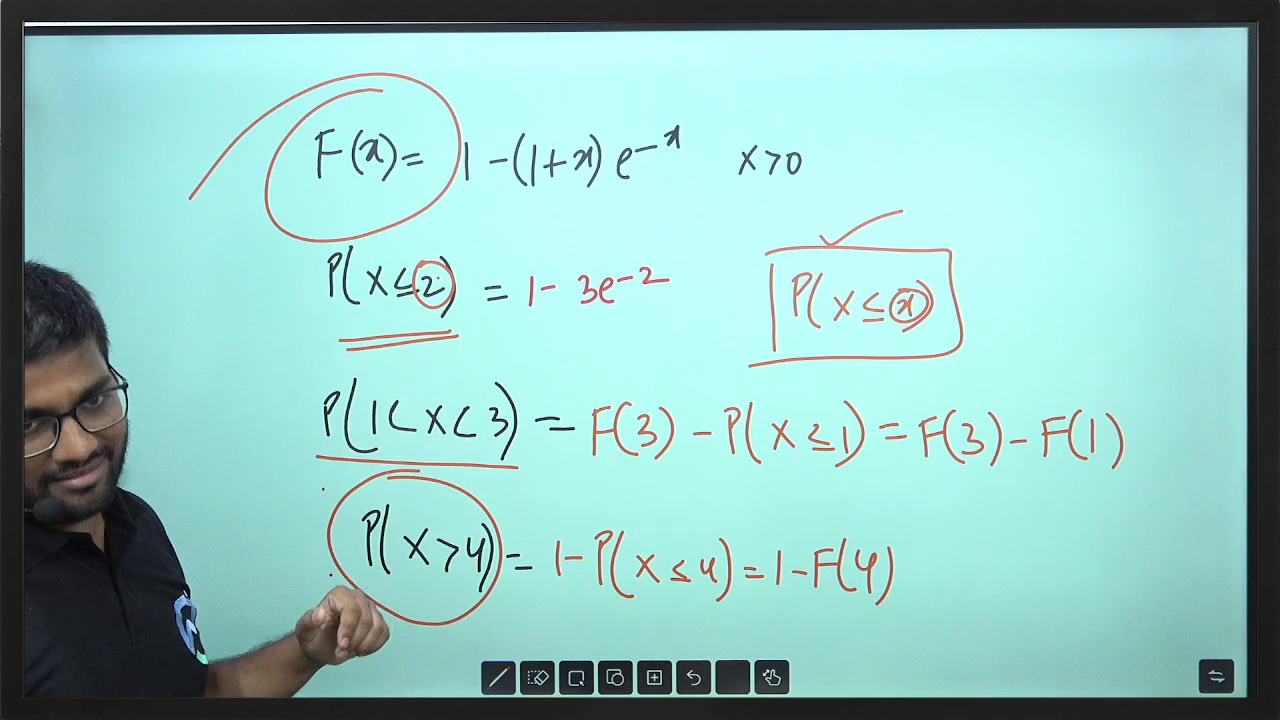 F(x) = 1 - (1+x) e^{-x} x > 0
P(X ≤ 2) = 1 - 3e^{-2}
P(X ≤ x)
P(1 < X < 3) = F(3) - P(X ≤ 1) = F(3) - F(1)
P(X > 4) = 1 - P(X ≤ 4) = 1 - F(4)